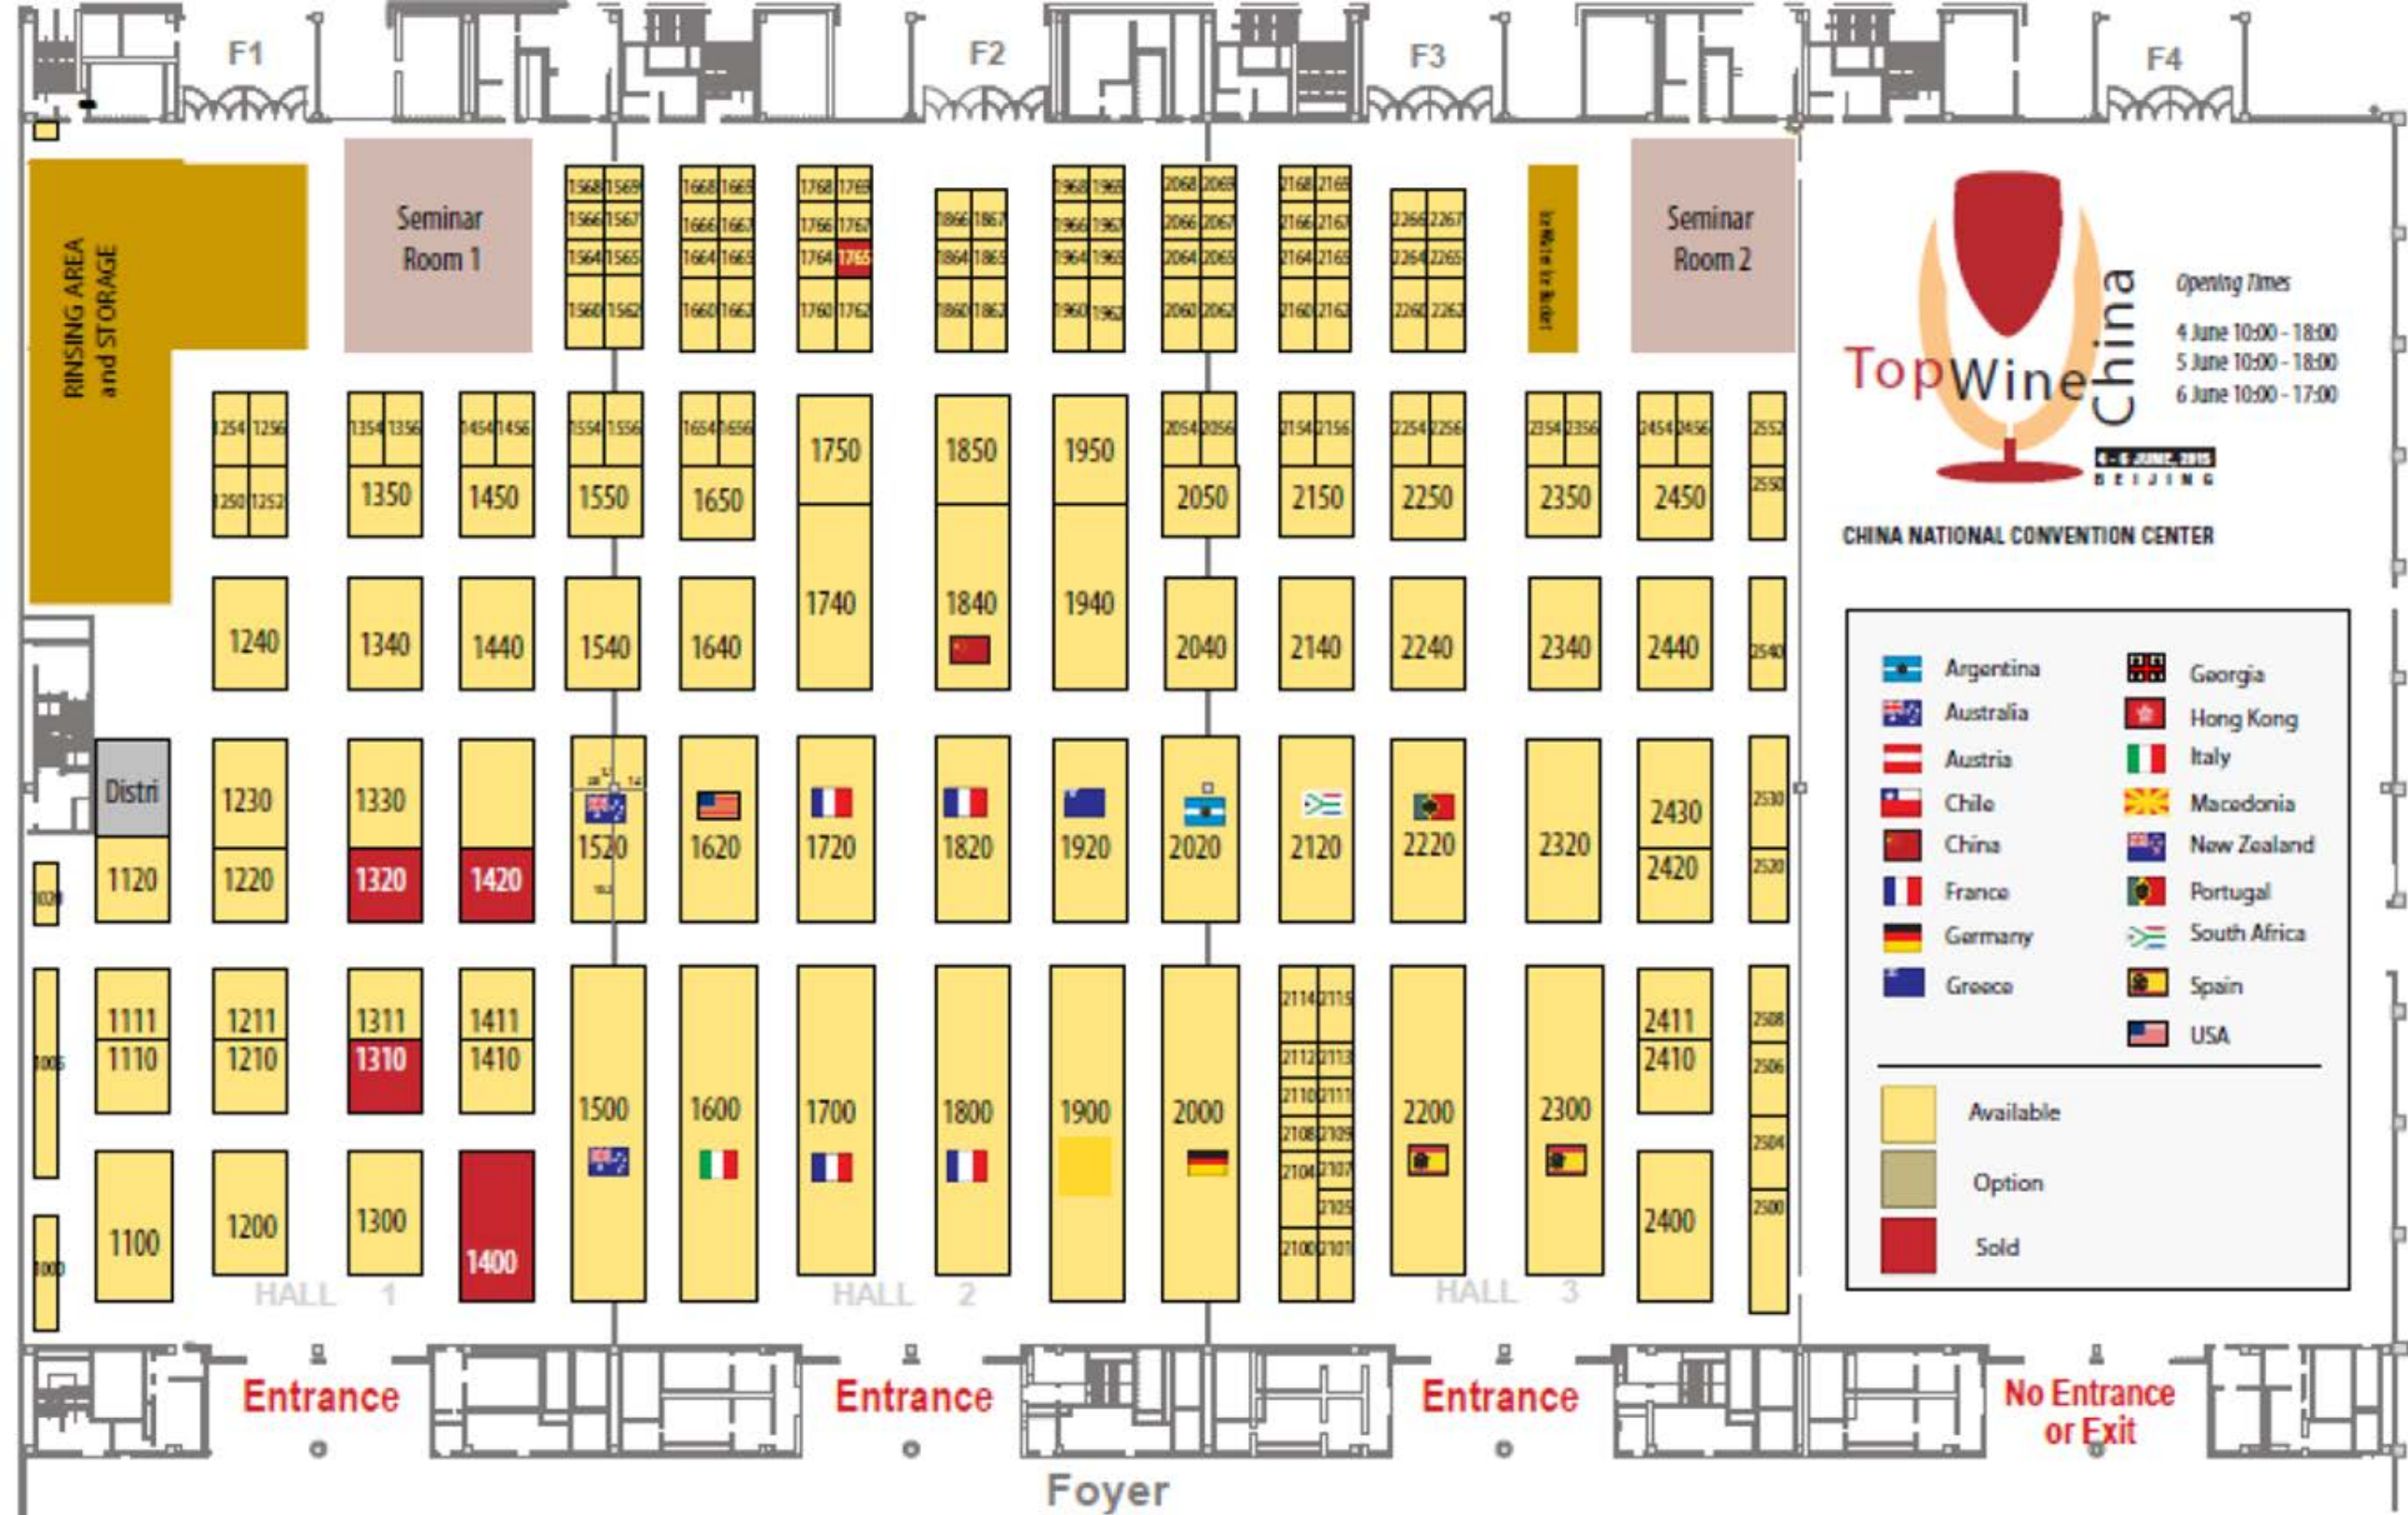 F1 F2 F3 F4
RINSING AREA
and STORAGE
Seminar
Room 1
1568 1569 1668 1669 1768 1769 1968 1969 2068 2069 2168 2169
1566 1567 1666 1667 1766 1767 1866 1867 1966 1967 2066 2067 2166 2167 2266 2267
1564 1565 1664 1665 1764 1765 1864 1865 1964 1965 2064 2065 2164 2165 2264 2265
1560 1562 1660 1662 1760 1762 1860 1862 1960 1962 2060 2062 2160 2162 2260 2262
Seminar
Room 2
1254 1256 1354 1356 1454 1456 1554 1556 1654 1656 1750 1850 1950 2054 2056 2154 2156 2254 2256 2354 2356 2454 2456 2552
1250 1252 1350 1450 1550 1650 2050 2150 2250 2350 2450 2550
1740 1840 1940
1240 1340 1440 1540 1640 2040 2140 2240 2340 2440 2540
Distri 1230 1330 2430 2530
1520 1620 1720 1820 1920 2020 2120 2220 2320
1020 1120 1220 1320 1420 2420 2520
1111 1211 1311 1411 2114 2115 2411 2508
1005 1110 1210 1310 1410 2112 2113 2410 2506
2110 2111
1500 1600 1700 1800 1900 2000 2200 2300
2108 2109 2504
2104 2107
2105 2500
1000 1100 1200 1300 1400 2100 2101 2400
HALL 1 HALL 2 HALL 3
Entrance Entrance Entrance
No Entrance
or Exit
Foyer
TopWine China
4 - 6 JUNE, 2015
BEIJING
Opening Times
4 June 10:00 - 18:00
5 June 10:00 - 18:00
6 June 10:00 - 17:00
CHINA NATIONAL CONVENTION CENTER
Argentina
Australia
Austria
Chile
China
France
Germany
Greece
Georgia
Hong Kong
Italy
Macedonia
New Zealand
Portugal
South Africa
Spain
USA
Available
Option
Sold